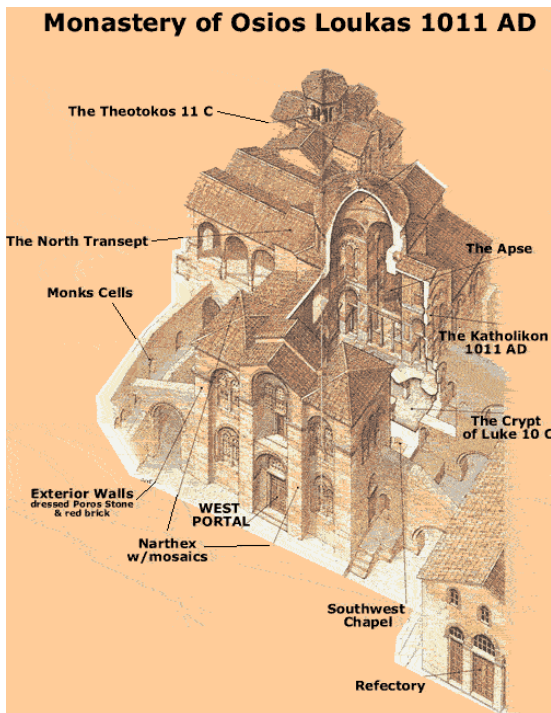 Monastery of Osios Loukas 1011 AD
The Theotokos 11 C
The North Transept
The Apse
Monks Cells
The Katholikon
1011 AD
The Crypt
of Luke 10 C
Exterior Walls
dressed Poros Stone
& red brick
WEST
PORTAL
Narthex
w/mosaics
Southwest
Chapel
Refectory